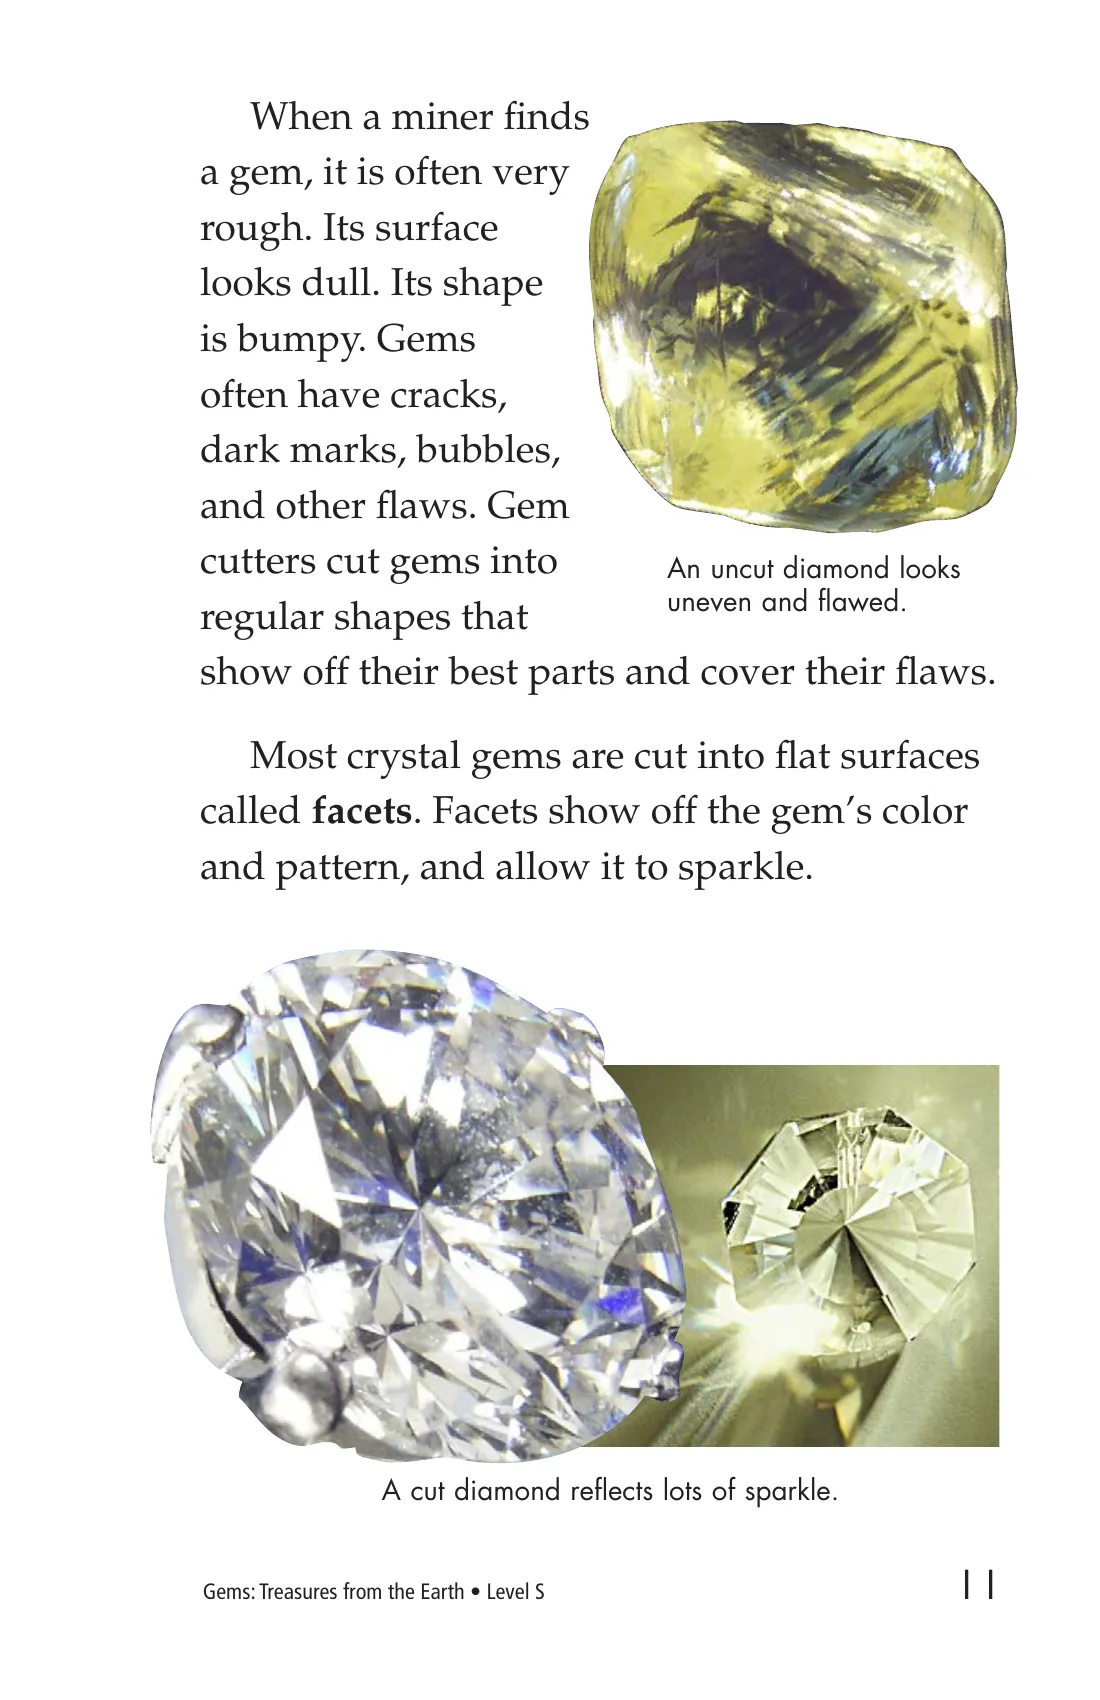 When a miner finds
a gem, it is often very
rough. Its surface
looks dull. Its shape
is bumpy. Gems
often have cracks,
dark marks, bubbles,
and other flaws. Gem
cutters cut gems into
regular shapes that
show off their best parts and cover their flaws.
An uncut diamond looks
uneven and flawed.
Most crystal gems are cut into flat surfaces
called facets. Facets show off the gem’s color
and pattern, and allow it to sparkle.
A cut diamond reflects lots of sparkle.
Gems: Treasures from the Earth • Level S
11